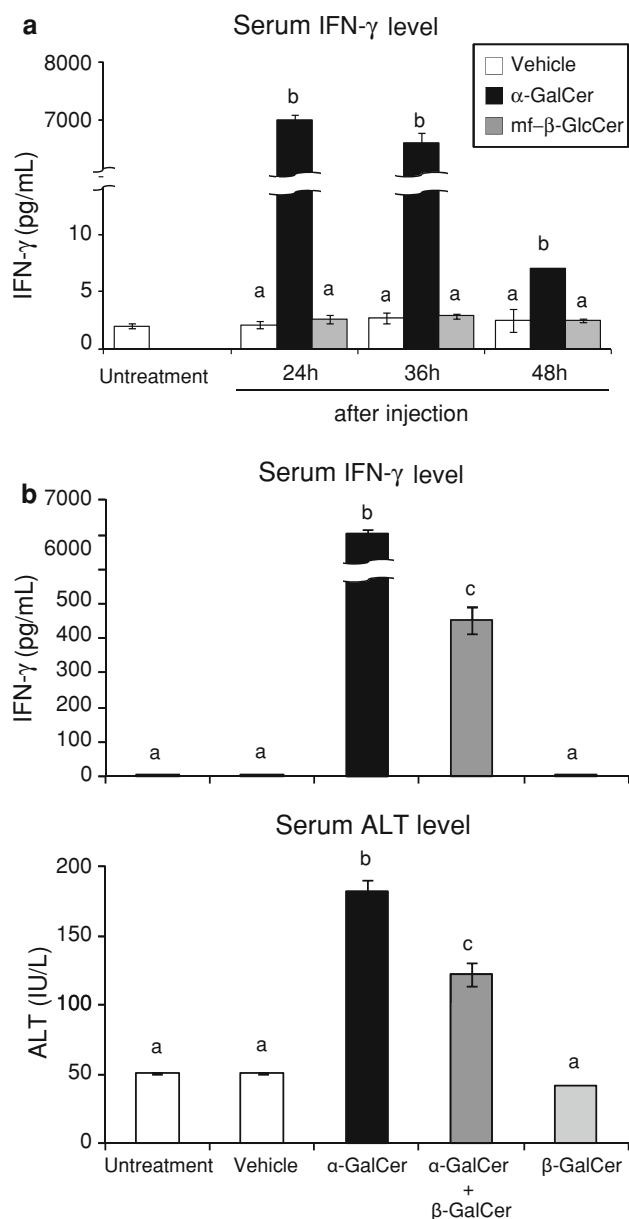 a
Serum IFN-γ level
8000
7000
10
5
0
IFN-γ (pg/mL)
Vehicle
α-GalCer
mf–β-GlcCer
b
b
b
a
a
a
a
a
a
Untreatment
24h
36h
48h
after injection
b
Serum IFN-γ level
7000
6000
500
400
300
200
100
0
IFN-γ (pg/mL)
a
a
b
c
a
Serum ALT level
200
150
100
50
0
ALT (IU/L)
a
a
b
c
a
Untreatment
Vehicle
α-GalCer
α-GalCer
+
β-GalCer
β-GalCer